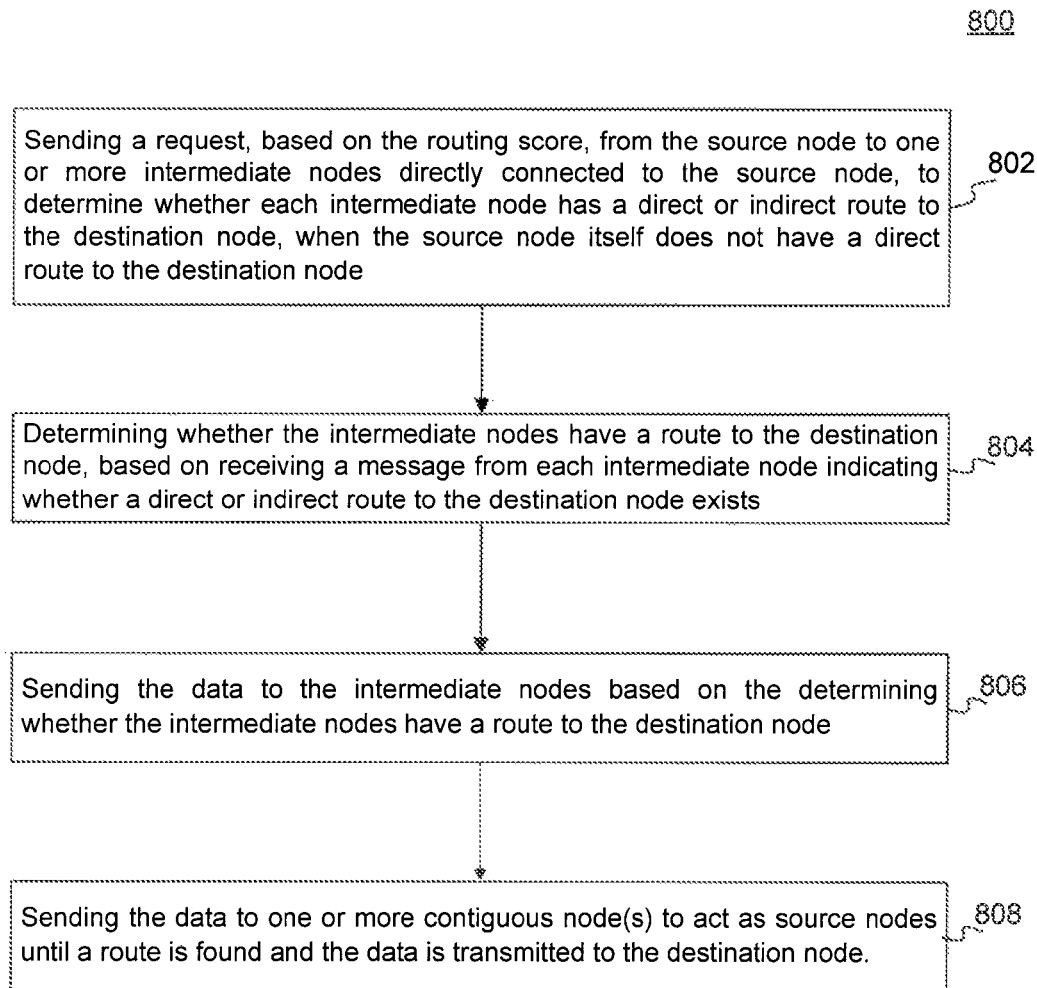 800
Sending a request, based on the routing score, from the source node to one
or more intermediate nodes directly connected to the source node, to
determine whether each intermediate node has a direct or indirect route to
the destination node, when the source node itself does not have a direct
route to the destination node
802
Determining whether the intermediate nodes have a route to the destination
node, based on receiving a message from each intermediate node indicating
whether a direct or indirect route to the destination node exists
804
Sending the data to the intermediate nodes based on the determining
whether the intermediate nodes have a route to the destination node
806
Sending the data to one or more contiguous node(s) to act as source nodes
until a route is found and the data is transmitted to the destination node.
808